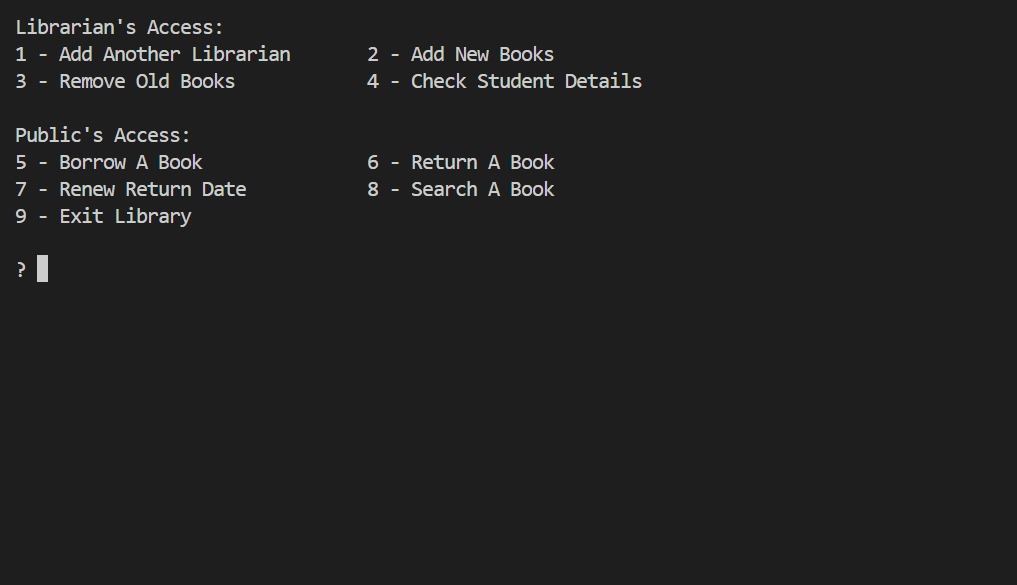 Librarian's Access:
1 - Add Another Librarian       2 - Add New Books
3 - Remove Old Books            4 - Check Student Details
Public's Access:
5 - Borrow A Book               6 - Return A Book
7 - Renew Return Date           8 - Search A Book
9 - Exit Library
?